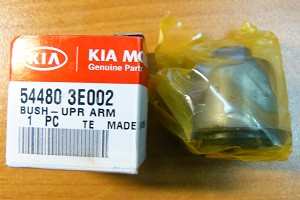 KIA KIA MO
Genuine Parts
54480 3E002
BUSH-UPR ARM
1 PC TE MADE